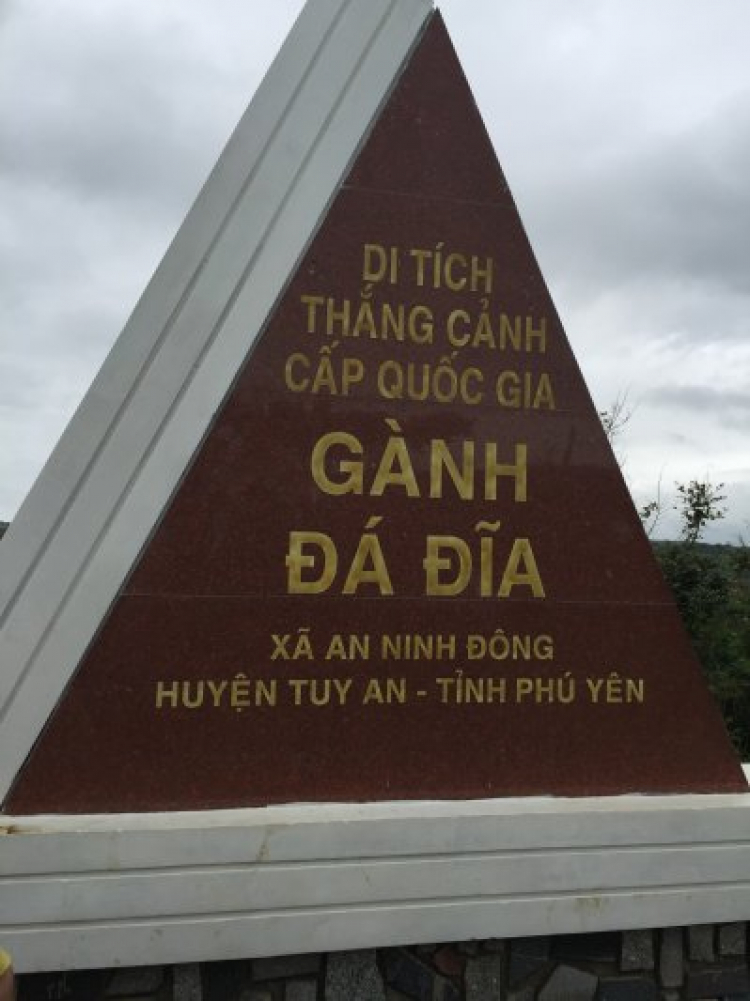 DI TÍCH
THẮNG CẢNH
CẤP QUỐC GIA
GÀNH
ĐÁ ĐĨA
XÃ AN NINH ĐÔNG
HUYỆN TUY AN - TỈNH PHÚ YÊN